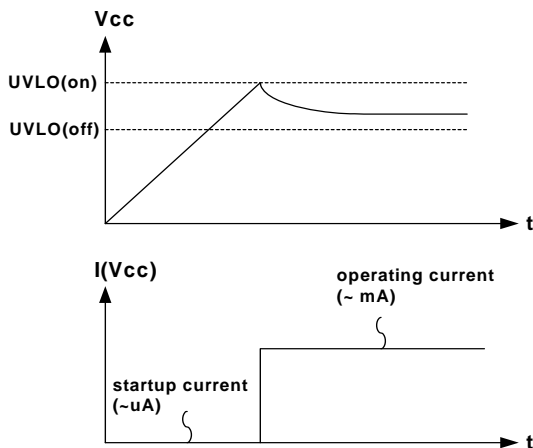 Vcc
UVLO(on)
UVLO(off)
t
I(Vcc)
operating current
(~ mA)
startup current
(~uA)
t